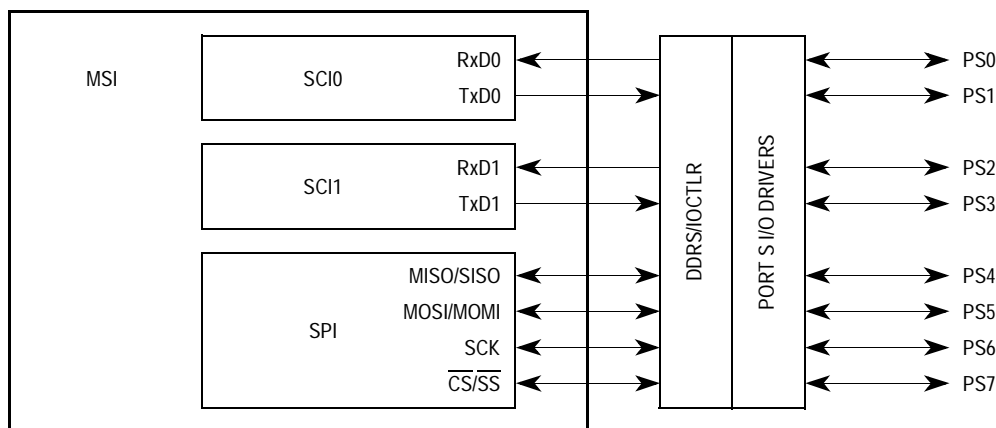 MSI
SCI0
RxD0
TxD0
SCI1
RxD1
TxD1
SPI
MISO/SISO
MOSI/MOMI
SCK
CS/SS
DDRS/IOCTLR
PORT S I/O DRIVERS
PS0
PS1
PS2
PS3
PS4
PS5
PS6
PS7